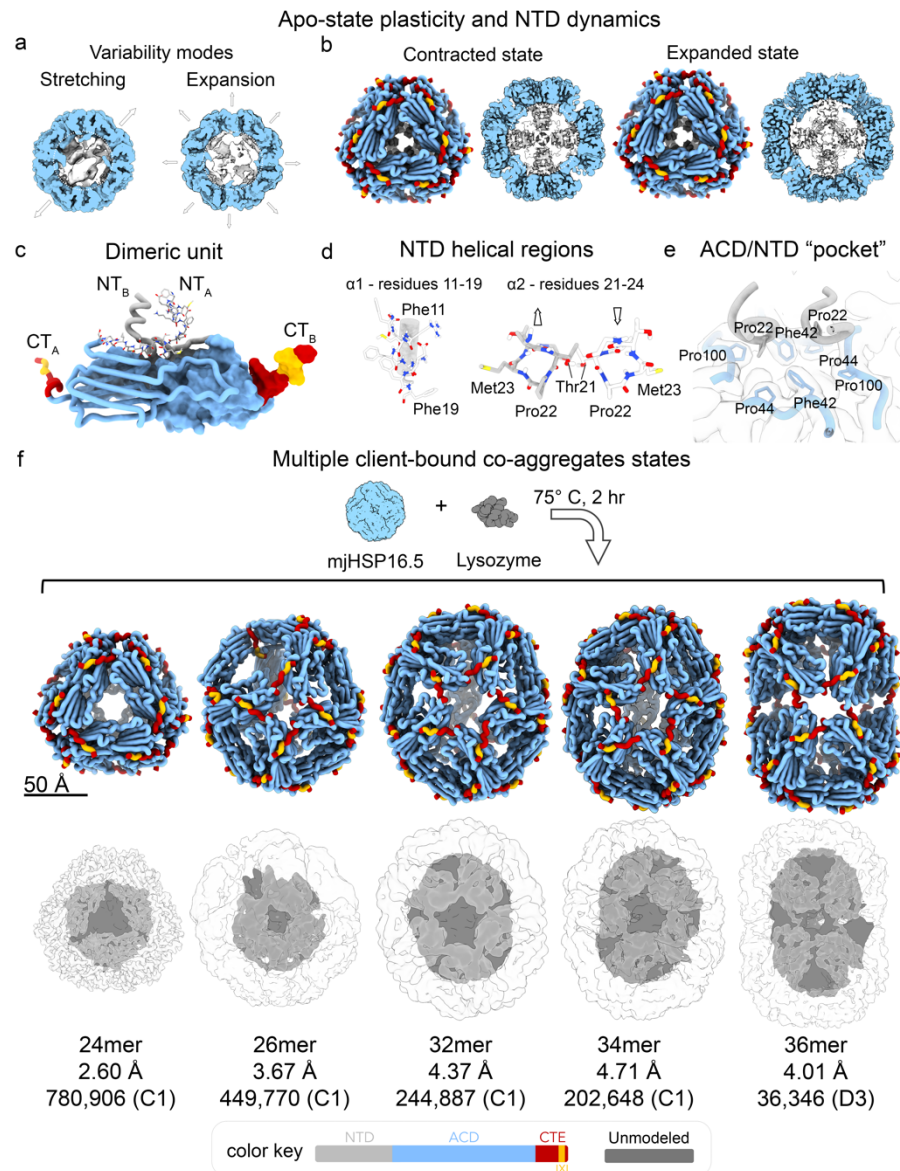 Apo-state plasticity and NTD dynamics
a
Variability modes
Stretching
Expansion
b
Contracted state
Expanded state
c
Dimeric unit
NTB
NTA
CTA
CTB
d
NTD helical regions
α1 - residues 11-19
α2 - residues 21-24
Phe11
Phe19
Met23
Thr21
Met23
Pro22
Pro22
e
ACD/NTD “pocket”
Pro22
Phe42
Pro22
Pro100
Pro44
Pro100
Pro44
Phe42
f
Multiple client-bound co-aggregates states
+
75° C, 2 hr
mjHSP16.5
Lysozyme
50 Å
24mer
2.60 Å
780,906 (C1)
26mer
3.67 Å
449,770 (C1)
32mer
4.37 Å
244,887 (C1)
34mer
4.71 Å
202,648 (C1)
36mer
4.01 Å
36,346 (D3)
color key
NTD
ACD
CTE
IXI
Unmodeled